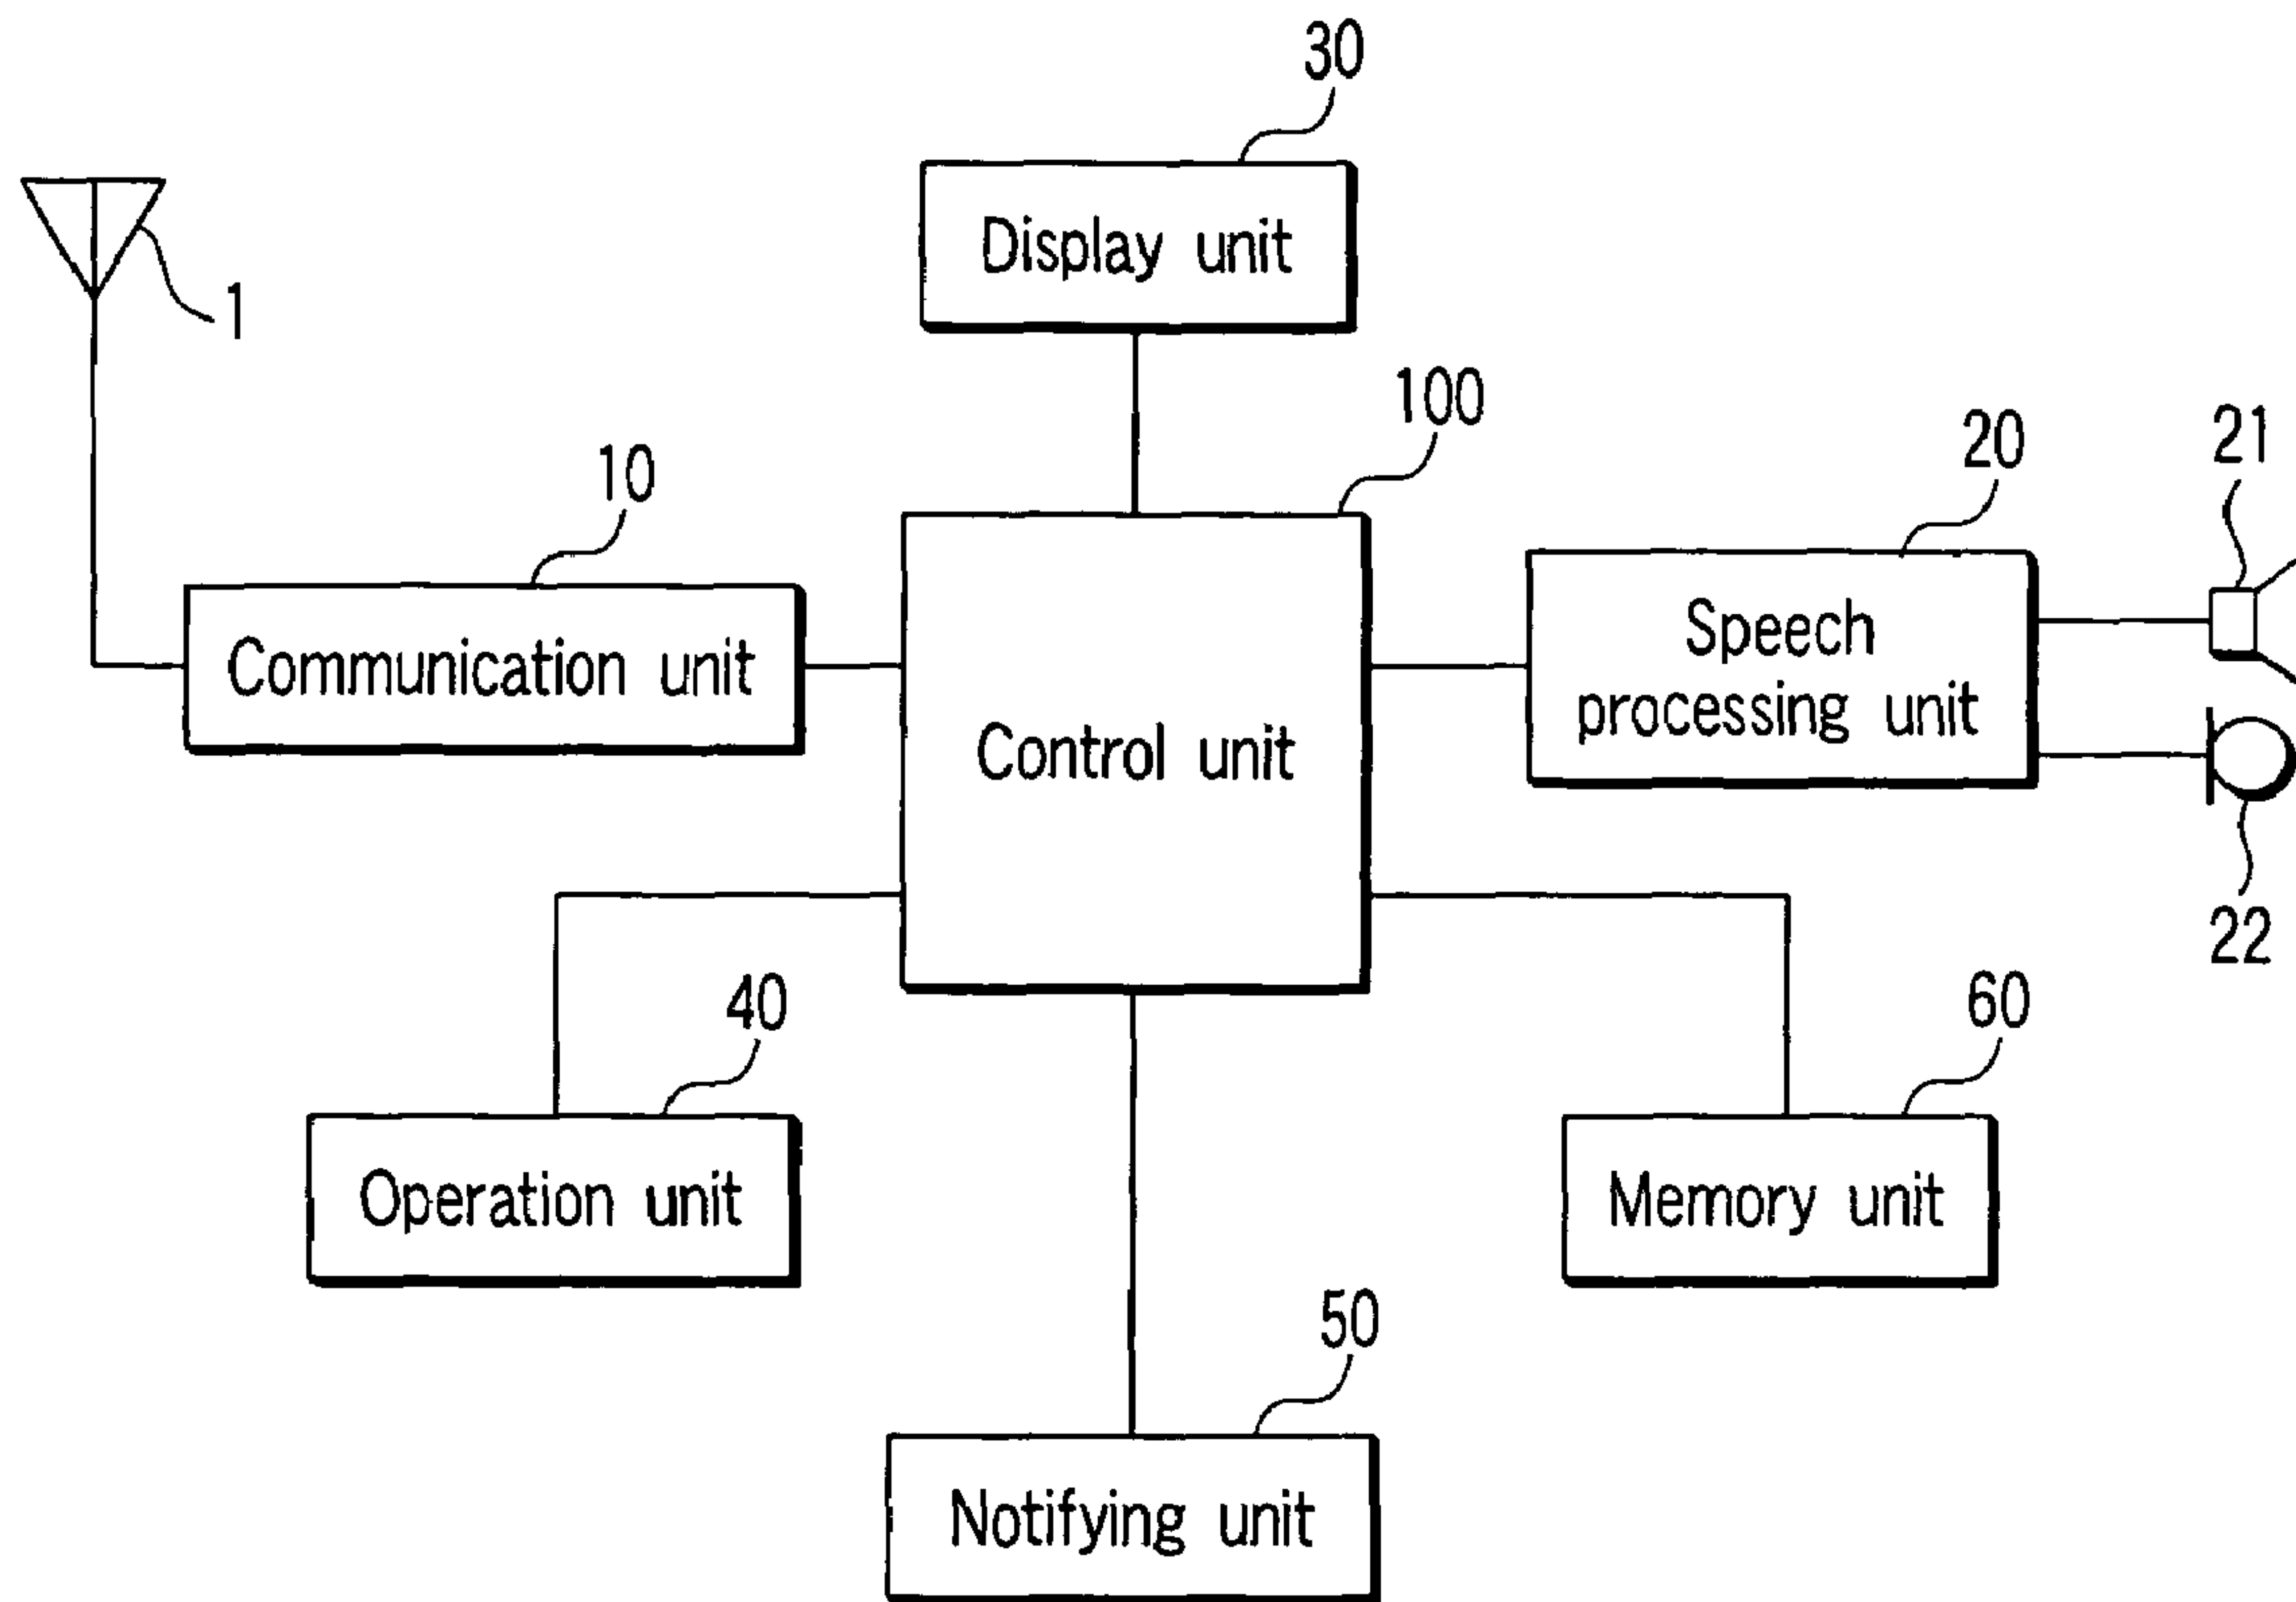 30
Display unit
1
100
20
21
10
Speech
processing unit
Communication unit
Control unit
22
40
60
Operation unit
Memory unit
50
Notifying unit